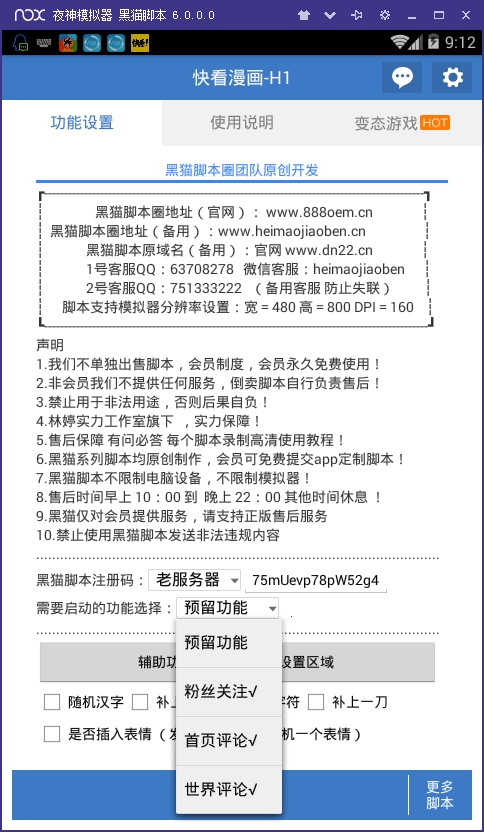 nox 夜神模拟器 黑猫脚本 6.0.0.0
快看! 9:12
快看漫画-H1
功能设置 使用说明 变态游戏 HOT
黑猫脚本圈团队原创开发
黑猫脚本圈地址（官网）：www.888oem.cn
黑猫脚本圈地址（备用）：www.heimaojiaoben.cn
黑猫脚本原域名（备用）：官网 www.dn22.cn
1号客服QQ：63708278 微信客服：heimaojiaoben
2号客服QQ：751333222 （备用客服 防止失联）
脚本支持模拟器分辨率设置：宽 = 480 高 = 800 DPI = 160
声明
1.我们不单独出售脚本，会员制度，会员永久免费使用！
2.非会员我们不提供任何服务，倒卖脚本自行负责售后！
3.禁止用于非法用途，否则后果自负！
4.林婷实力工作室旗下 ，实力保障！
5.售后保障 有问必答 每个脚本录制高清使用教程！
6.黑猫系列脚本均原创制作，会员可免费提交app定制脚本！
7.黑猫脚本不限制电脑设备，不限制模拟器！
8.售后时间早上 10：00 到 晚上 22：00 其他时间休息 ！
9.黑猫仅对会员提供服务，请支持正版售后服务
10.禁止使用黑猫脚本发送非法违规内容
黑猫脚本注册码： 老服务器 75mUevp78pW52g4
需要启动的功能选择： 预留功能
预留功能
辅助功 设置区域
粉丝关注√
随机汉字 补 字符 补上一刀
首页评论√
是否插入表情（发 机一个表情）
世界评论√
更多
脚本